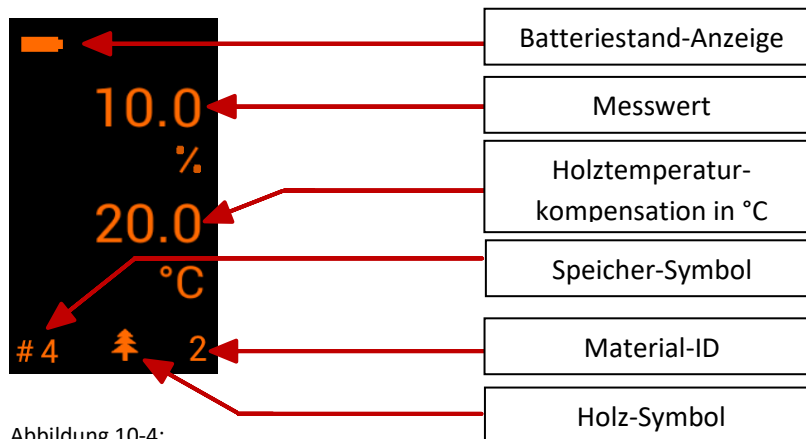 Batteriestand-Anzeige
10.0
Messwert
%
Holztemperatur-
kompensation in °C
20.0
°C
Speicher-Symbol
# 4
2
Material-ID
Holz-Symbol
Abbildung 10-4: